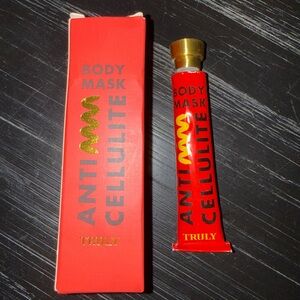 BODY
MASK
ANTI
CELLULITE
TRULY
BODY
MASK
ANTI
CELLULITE
TRULY